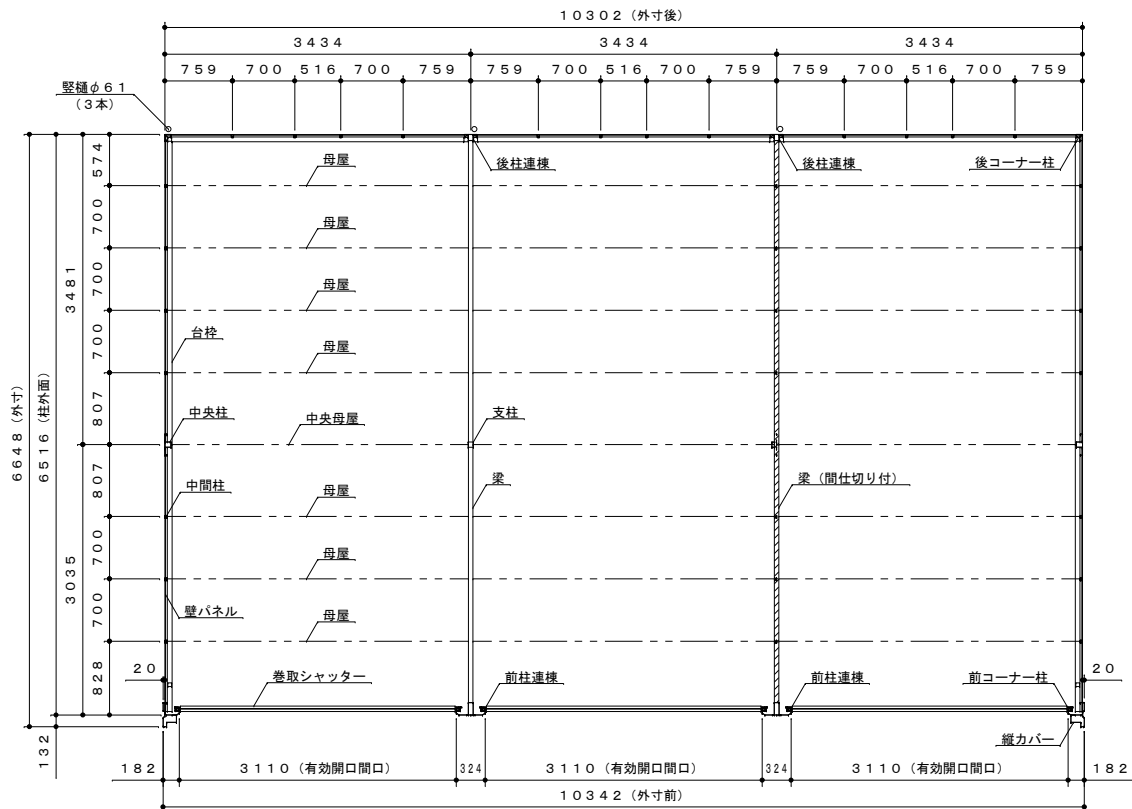 １０３０２（外寸後）
３４３４ ３４３４ ３４３４
７５９ ７００ ５１６ ７００ ７５９ ７５９ ７００ ５１６ ７００ ７５９ ７５９ ７００ ５１６ ７００ ７５９
竪樋φ６１
（３本）
母屋 後柱連棟 後柱連棟 後コーナー柱
母屋
母屋
台枠 母屋
中央柱 中央母屋 支柱
中間柱 母屋 梁 梁（間仕切り付）
母屋
壁パネル 母屋
２０ 巻取シャッター 前柱連棟 前柱連棟 前コーナー柱 ２０
縦カバー
６６４８（外寸）
６５１６（柱外面）
１３２
３４８１
３０３５
５７４
７００
７００
７００
８０７
８０７
７００
７００
８２８
１８２ ３１１０（有効開口間口） ３２４ ３１１０（有効開口間口） ３２４ ３１１０（有効開口間口） １８２
１０３４２（外寸前）